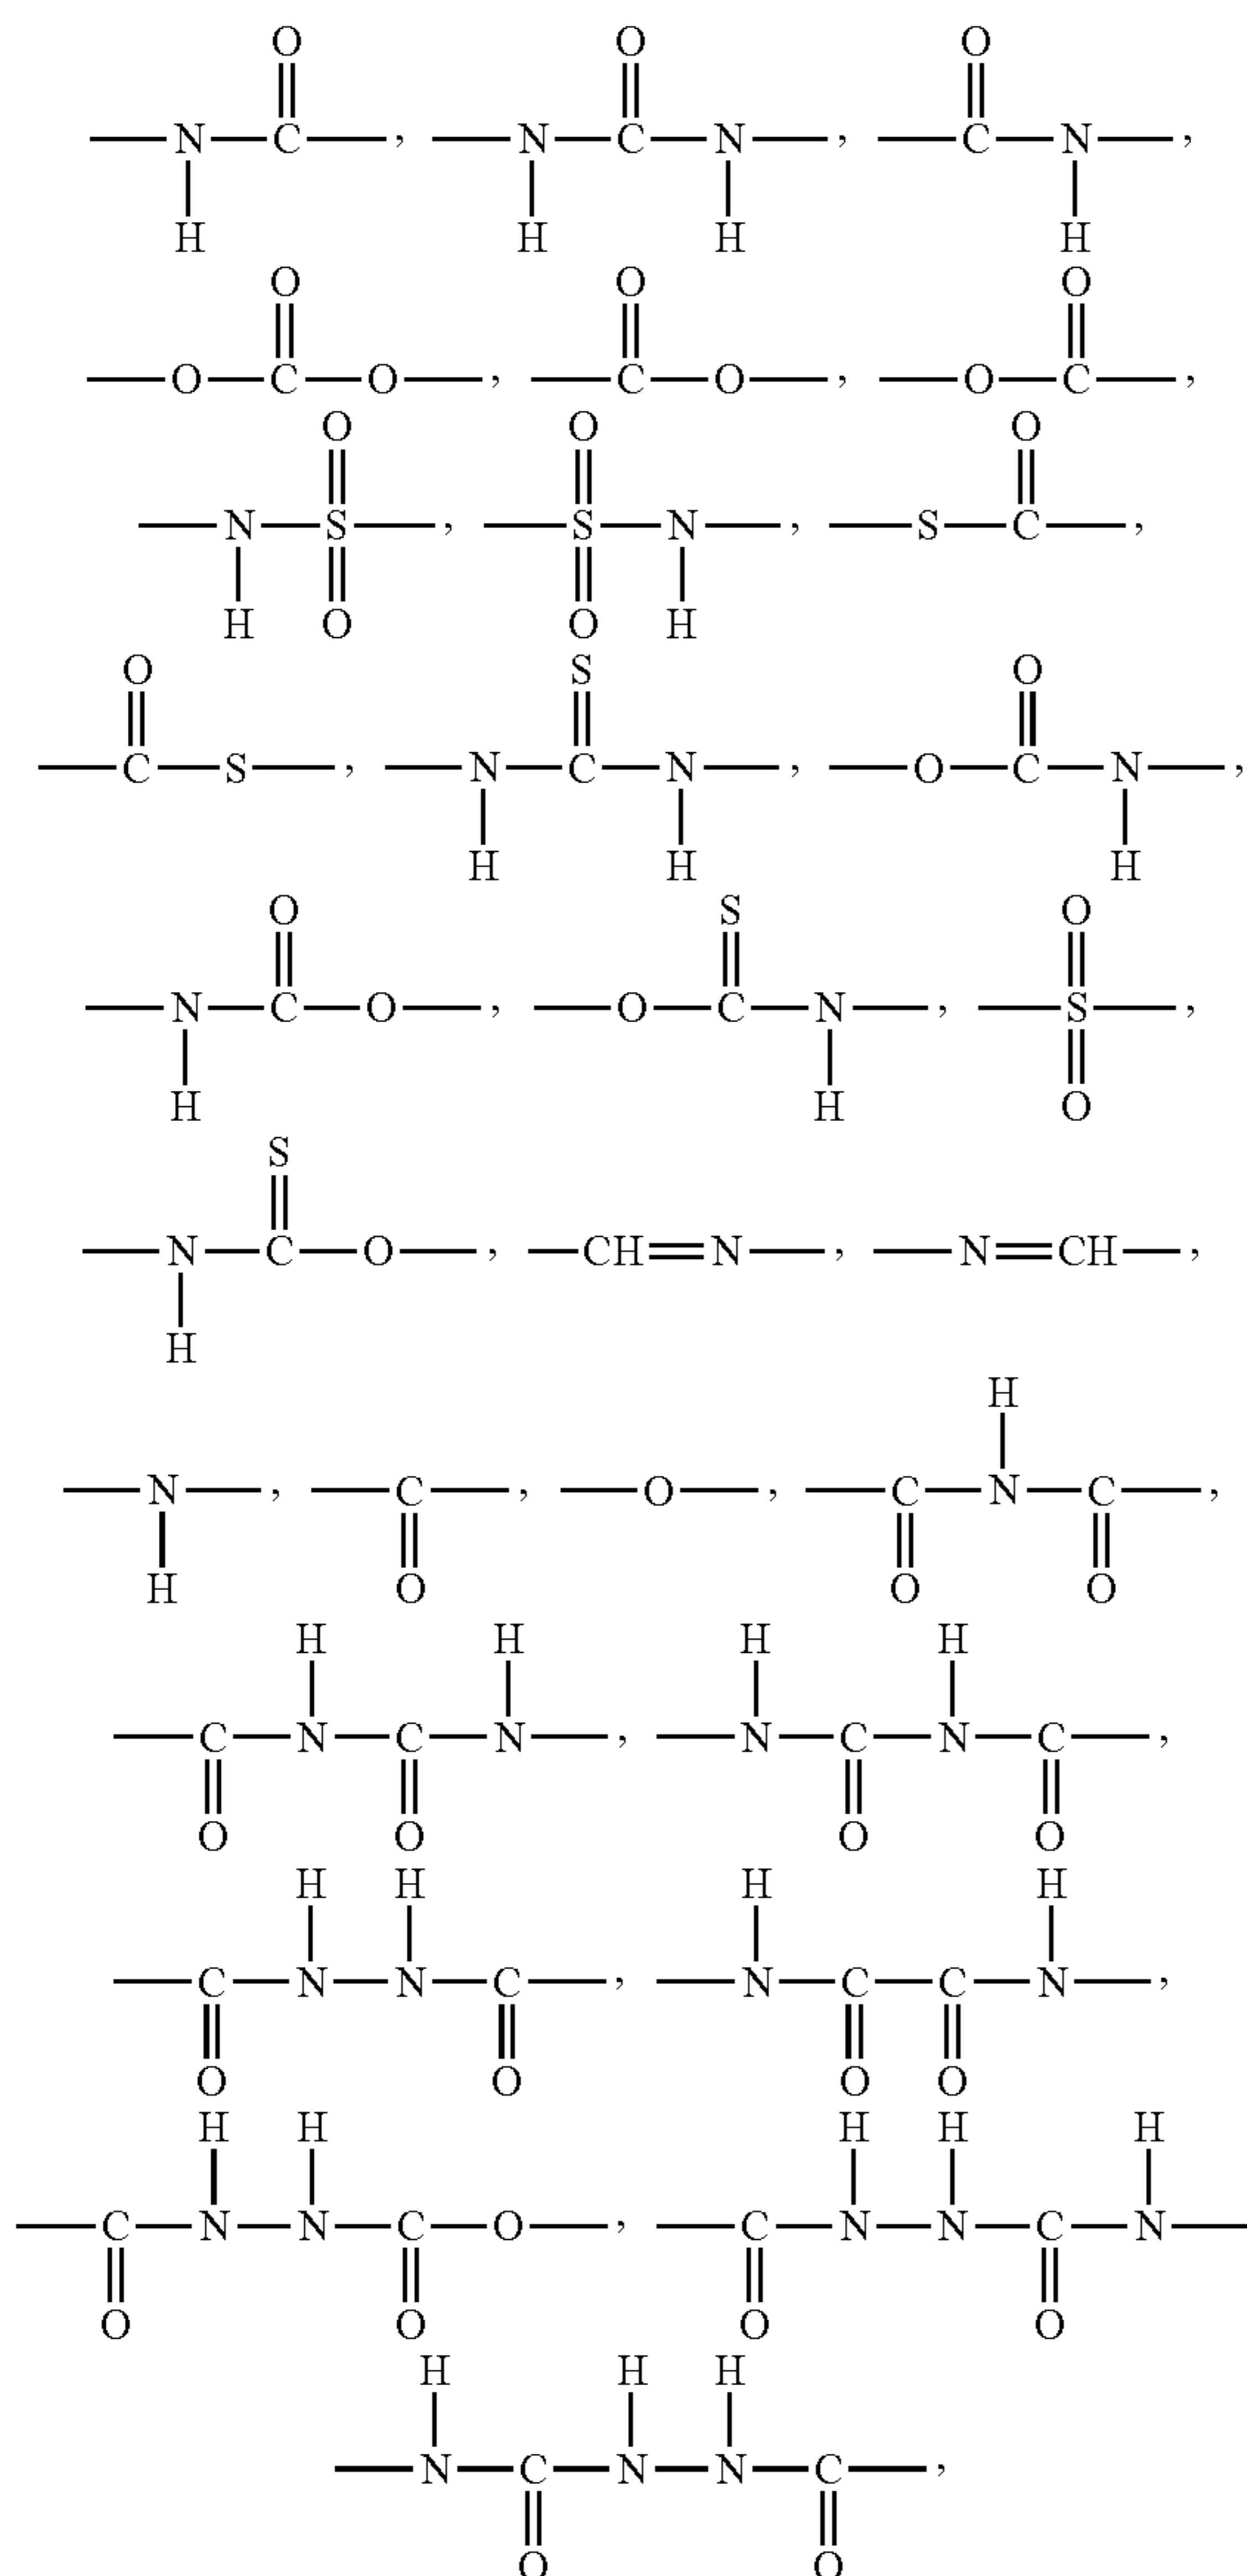 O O O
N C , N C N , C N ,
H H H H
O O O
O C O , C O , O C ,
O O O
N S , S N , S C ,
H O O H
O S O
C S , N C N , O C N ,
H H H
O S O
N C O , O C N , S ,
H H O
S
N C O , CH N , N CH ,
H
H
N , C , O , C N C ,
H O O O
H H H H
C N C N , N C N C ,
O O O O
H H H H
C N N C , N C C N ,
O O O O
H H H H H
C N N C O , C N N C N
O O O O
H H H
N C N N C ,
O O